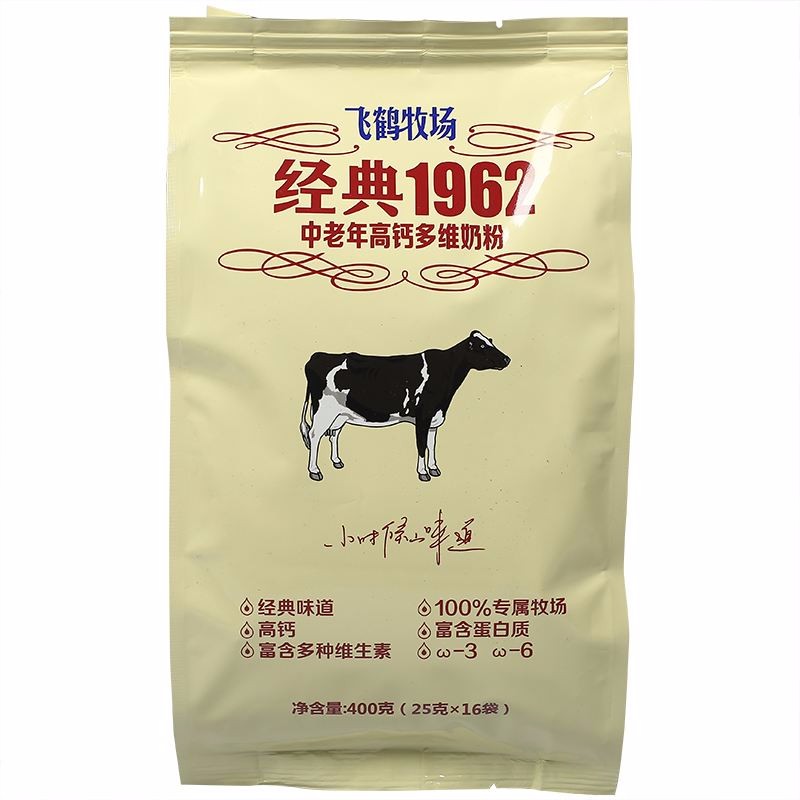 飞鹤牧场
经典1962
中老年高钙多维奶粉
小时候的味道
经典味道
100%专属牧场
高钙
富含蛋白质
富含多种维生素
ω-3 ω-6
净含量:400克(25克×16袋)